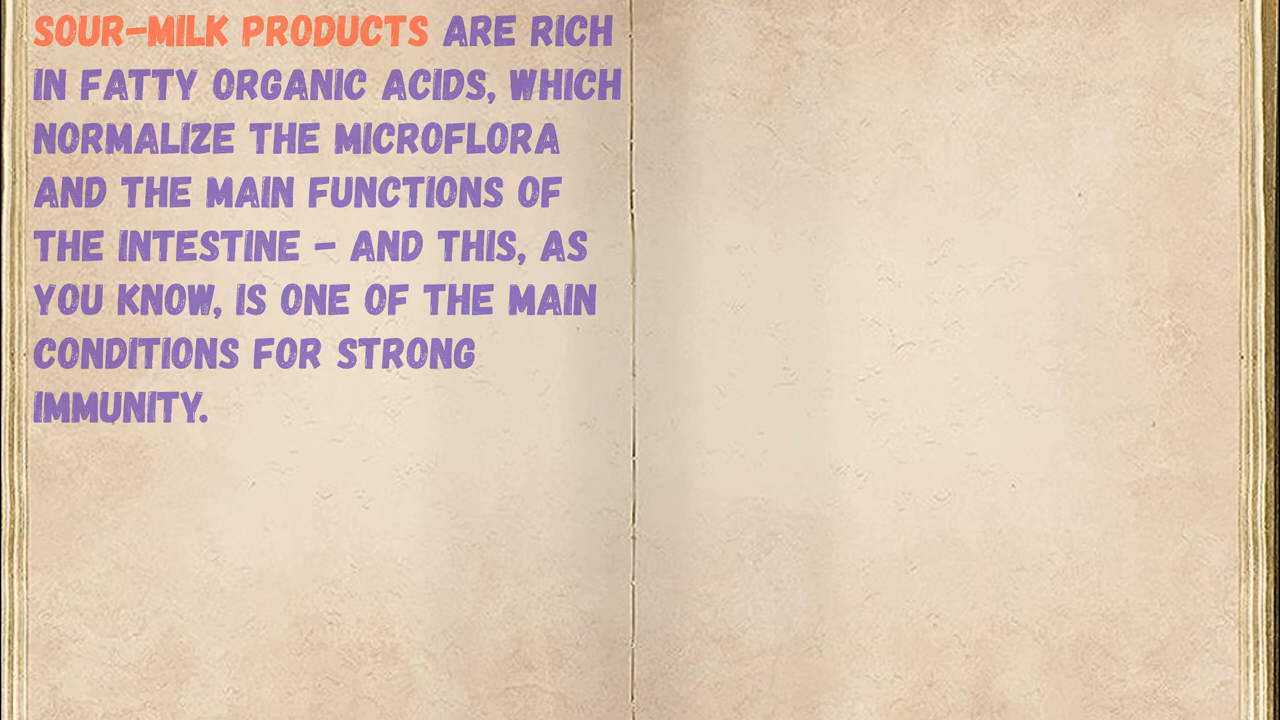 SOUR-MILK PRODUCTS ARE RICH
IN FATTY ORGANIC ACIDS, WHICH
NORMALIZE THE MICROFLORA
AND THE MAIN FUNCTIONS OF
THE INTESTINE - AND THIS, AS
YOU KNOW, IS ONE OF THE MAIN
CONDITIONS FOR STRONG
IMMUNITY.